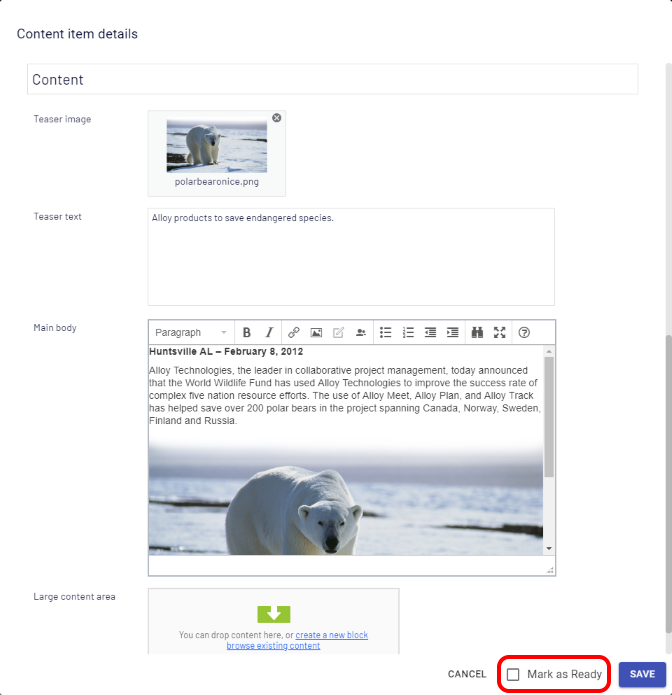 Content item details
Content
Teaser image
polarbearonice.png
Teaser text
Alloy products to save endangered species.
Main body
Paragraph
B I
Huntsville AL – February 8, 2012
Alloy Technologies, the leader in collaborative project management, today announced
that the World Wildlife Fund has used Alloy Technologies to improve the success rate of
complex five nation resource efforts. The use of Alloy Meet, Alloy Plan, and Alloy Track
has helped save over 200 polar bears in the project spanning Canada, Norway, Sweden,
Finland and Russia.
Large content area
You can drop content here, or create a new block
browse existing content
CANCEL
Mark as Ready
SAVE